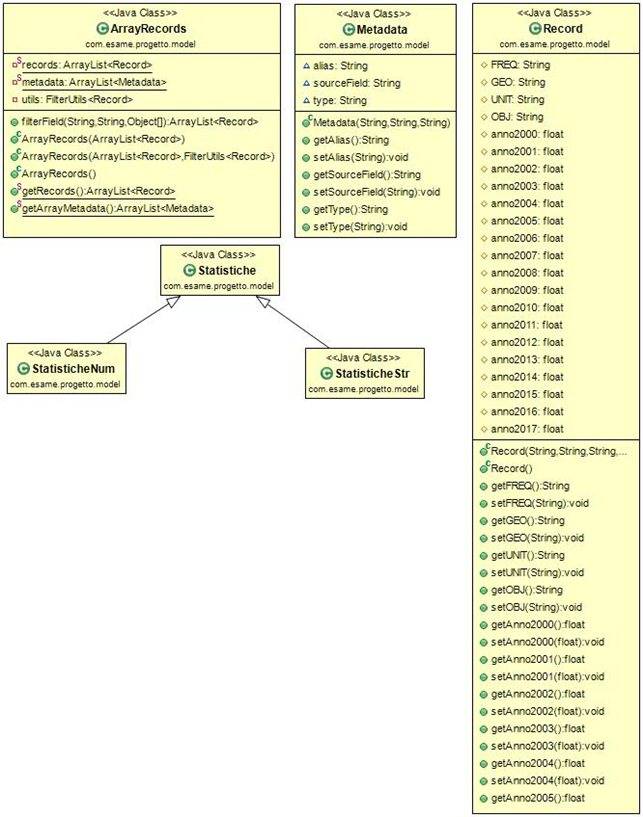 <<Java Class>>
ArrayRecords
com.esame.progetto.model
records: ArrayList<Record>
metadata: ArrayList<Metadata>
utils: FilterUtils<Record>
filterField(String,String,Object[]):ArrayList<Record>
ArrayRecords(ArrayList<Record>)
ArrayRecords(ArrayList<Record>,FilterUtils<Record>)
ArrayRecords()
getRecords():ArrayList<Record>
getArrayMetadata():ArrayList<Metadata>
<<Java Class>>
Metadata
com.esame.progetto.model
alias: String
sourceField: String
type: String
Metadata(String,String,String)
getAlias():String
setAlias(String):void
getSourceField():String
setSourceField(String):void
getType():String
setType(String):void
<<Java Class>>
Record
com.esame.progetto.model
FREQ: String
GEO: String
UNIT: String
OBJ: String
anno2000: float
anno2001: float
anno2002: float
anno2003: float
anno2004: float
anno2005: float
anno2006: float
anno2007: float
anno2008: float
anno2009: float
anno2010: float
anno2011: float
anno2012: float
anno2013: float
anno2014: float
anno2015: float
anno2016: float
anno2017: float
Record(String,String,String,...
Record()
getFREQ():String
setFREQ(String):void
getGEO():String
setGEO(String):void
getUNIT():String
setUNIT(String):void
getOBJ():String
setOBJ(String):void
getAnno2000():float
setAnno2000(float):void
getAnno2001():float
setAnno2001(float):void
getAnno2002():float
setAnno2002(float):void
getAnno2003():float
setAnno2003(float):void
getAnno2004():float
setAnno2004(float):void
getAnno2005():float
<<Java Class>>
Statistiche
com.esame.progetto.model
<<Java Class>>
StatisticheNum
com.esame.progetto.model
<<Java Class>>
StatisticheStr
com.esame.progetto.model